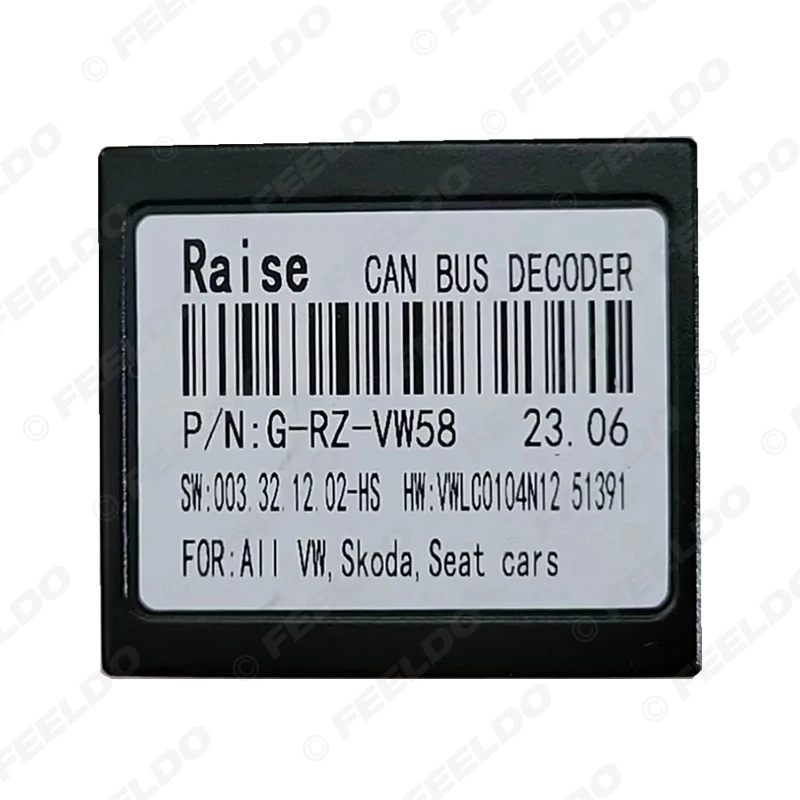 Raise CAN BUS DECODER
P/N:G-RZ-VW58 23.06
SW:003.32.12.02-HS HW:VWLC0104N12 51391
FOR:All VW,Skoda,Seat cars
© FEELDO